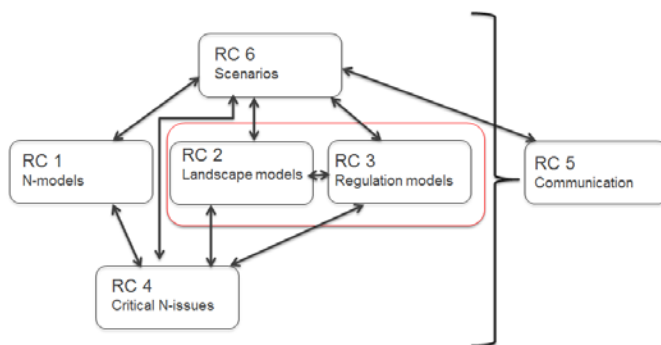 RC 6
Scenarios
RC 1
N-models
RC 2
Landscape models
RC 3
Regulation models
RC 5
Communication
RC 4
Critical N-issues